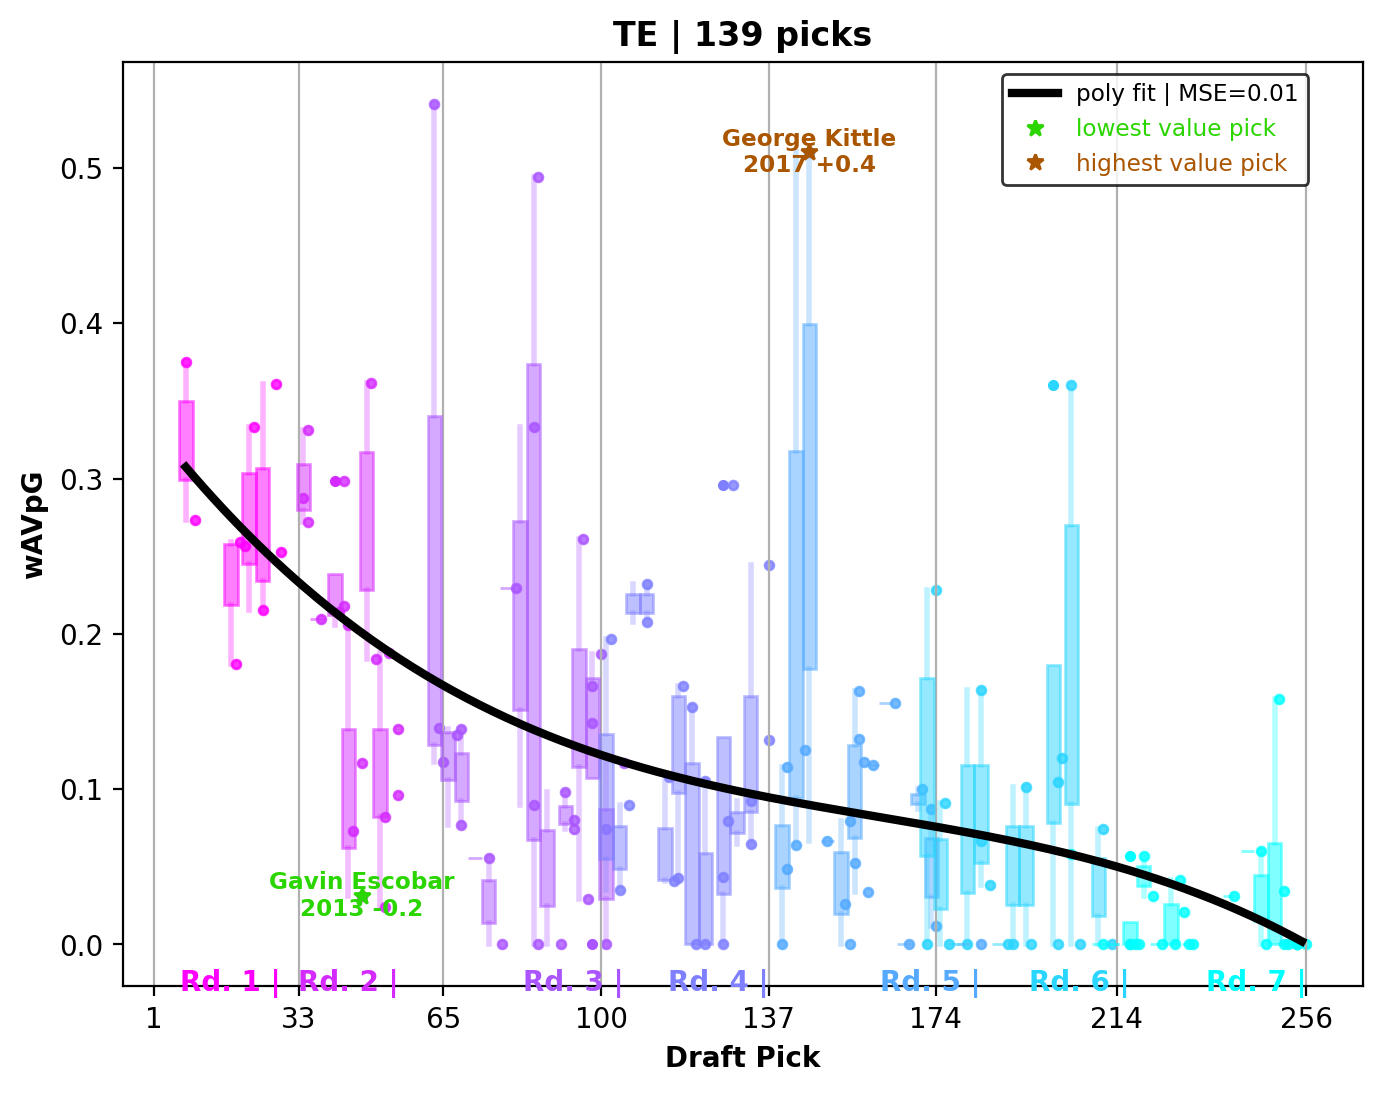 TE | 139 picks
poly fit | MSE=0.01
lowest value pick
highest value pick
George Kittle
2017 +0.4
Gavin Escobar
2013 -0.2
wAVpG
0.5
0.4
0.3
0.2
0.1
0.0
Rd. 1 | Rd. 2 | Rd. 3 | Rd. 4 | Rd. 5 | Rd. 6 | Rd. 7 |
1 33 65 100 137 174 214 256
Draft Pick